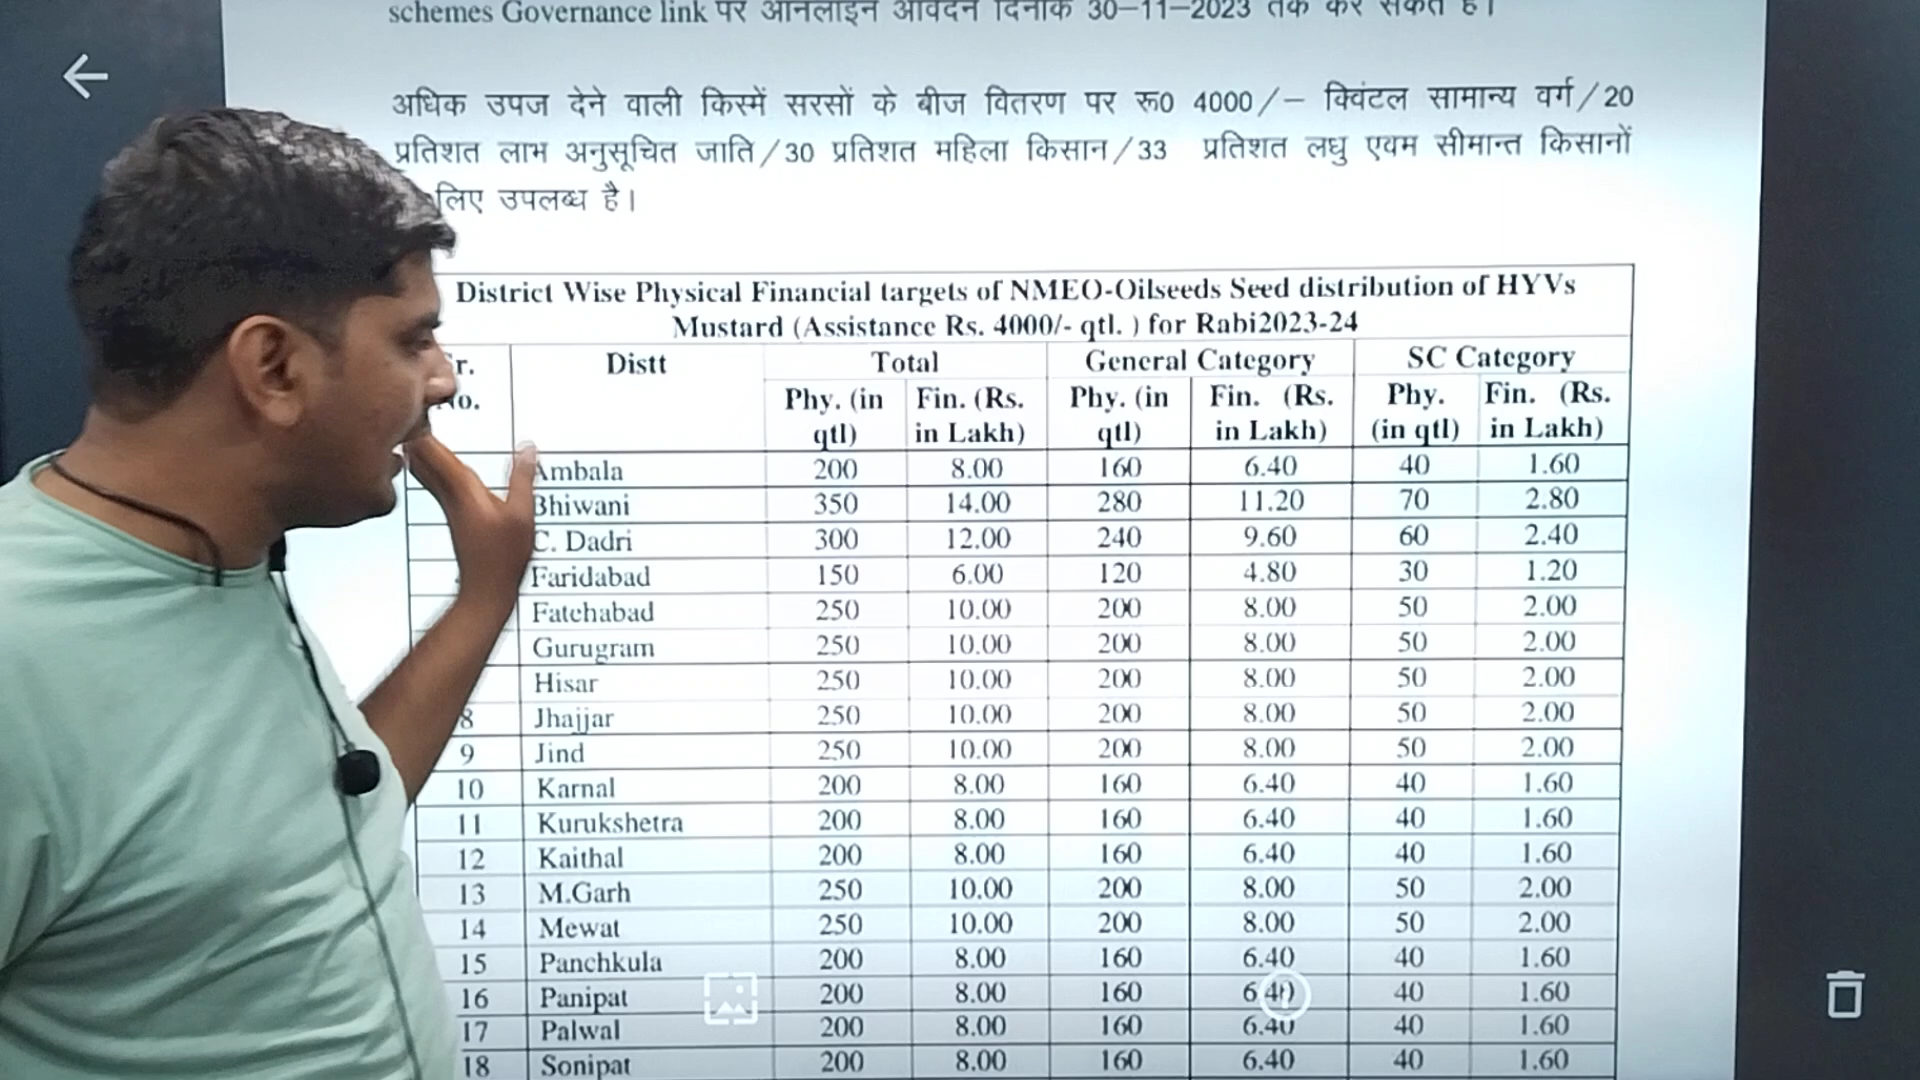 schemes Governance link पर ऑनलाइन आवेदन दिनांक 30–11–2023 तक कर सकते हैं।
अधिक उपज देने वाली किस्में सरसों के बीज वितरण पर रू0 4000/– क्विंटल सामान्य वर्ग/20
प्रतिशत लाभ अनुसूचित जाति/30 प्रतिशत महिला किसान/33 प्रतिशत लघु एवम सीमान्त किसानों
लिए उपलब्ध है।
District Wise Physical Financial targets of NMEO-Oilseeds Seed distribution of HYVs
Mustard (Assistance Rs. 4000/- qtl. ) for Rabi2023-24
Distt Total General Category SC Category
Phy. (in qtl) Fin. (Rs. in Lakh) Phy. (in qtl) Fin. (Rs. in Lakh) Phy. (in qtl) Fin. (Rs. in Lakh)
Ambala 200 8.00 160 6.40 40 1.60
Bhiwani 350 14.00 280 11.20 70 2.80
C. Dadri 300 12.00 240 9.60 60 2.40
Faridabad 150 6.00 120 4.80 30 1.20
Fatehabad 250 10.00 200 8.00 50 2.00
Gurugram 250 10.00 200 8.00 50 2.00
Hisar 250 10.00 200 8.00 50 2.00
8 Jhajjar 250 10.00 200 8.00 50 2.00
9 Jind 250 10.00 200 8.00 50 2.00
10 Karnal 200 8.00 160 6.40 40 1.60
11 Kurukshetra 200 8.00 160 6.40 40 1.60
12 Kaithal 200 8.00 160 6.40 40 1.60
13 M.Garh 250 10.00 200 8.00 50 2.00
14 Mewat 250 10.00 200 8.00 50 2.00
15 Panchkula 200 8.00 160 6.40 40 1.60
16 Panipat 200 8.00 160 6.40 40 1.60
17 Palwal 200 8.00 160 6.40 40 1.60
18 Sonipat 200 8.00 160 6.40 40 1.60